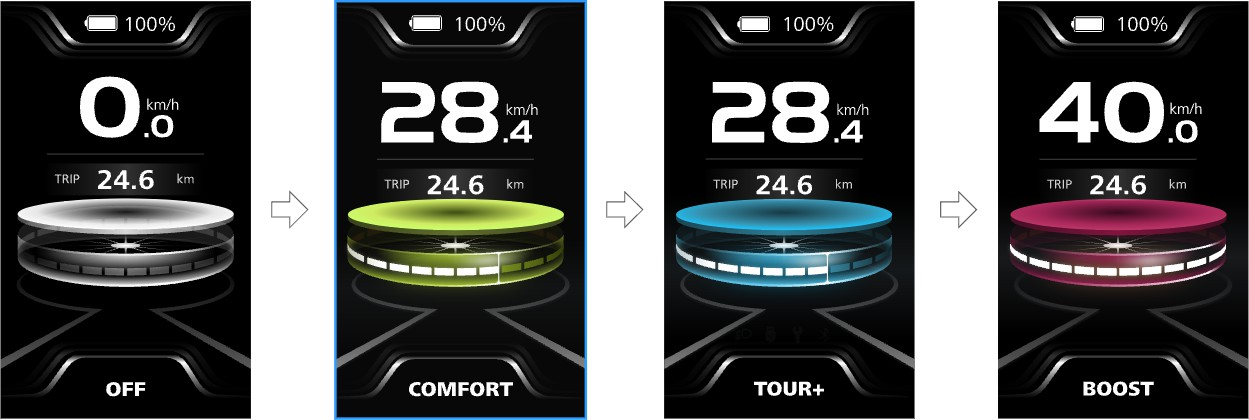 100%
0.0 km/h
TRIP 24.6 km
OFF
100%
28.4 km/h
TRIP 24.6 km
COMFORT
100%
28.4 km/h
TRIP 24.6 km
TOUR+
100%
40.0 km/h
TRIP 24.6 km
BOOST